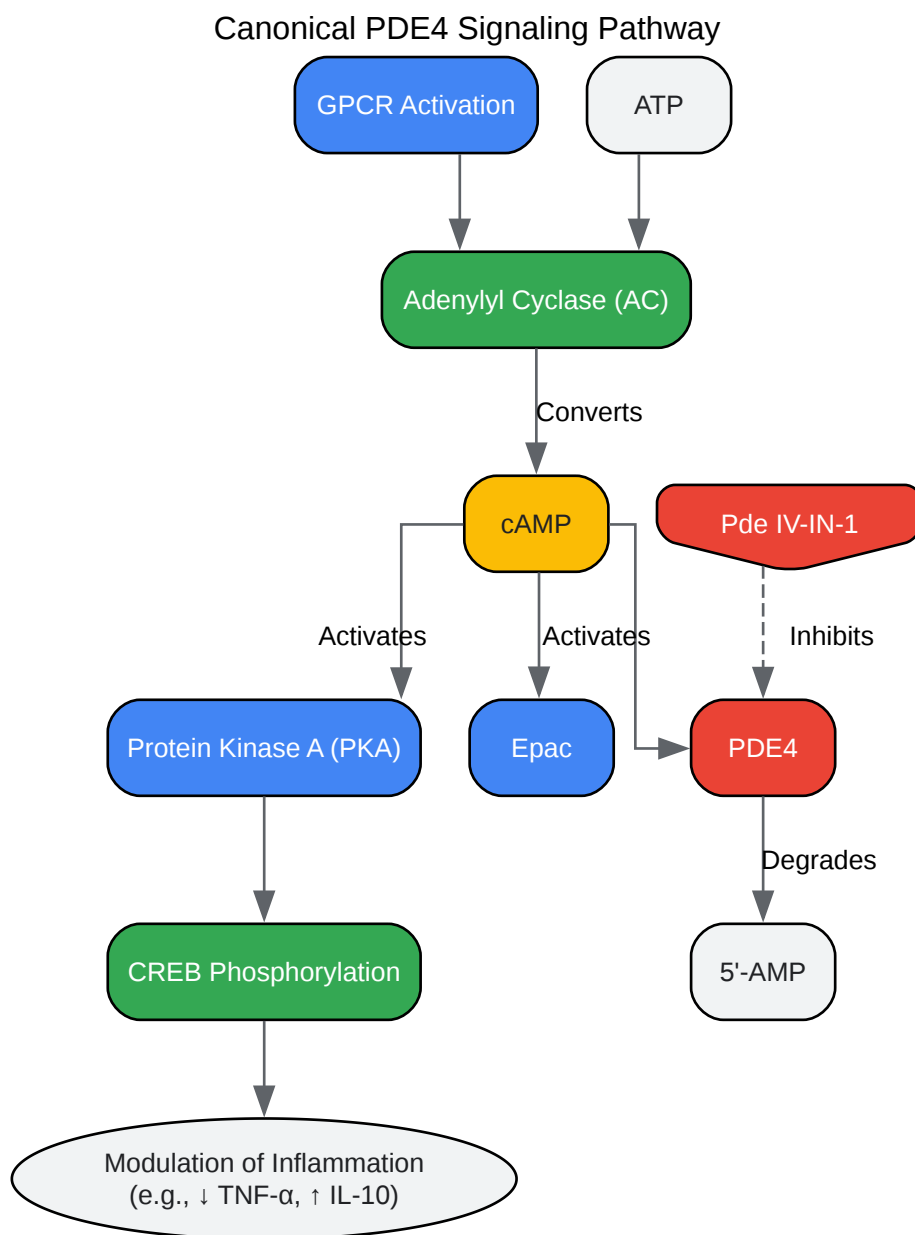 Canonical PDE4 Signaling Pathway
GPCR Activation
ATP
Adenylyl Cyclase (AC)
Converts
cAMP
Pde IV-IN-1
Activates
Activates
Inhibits
Protein Kinase A (PKA)
Epac
PDE4
Degrades
CREB Phosphorylation
5'-AMP
Modulation of Inflammation
(e.g., ↓ TNF-α, ↑ IL-10)